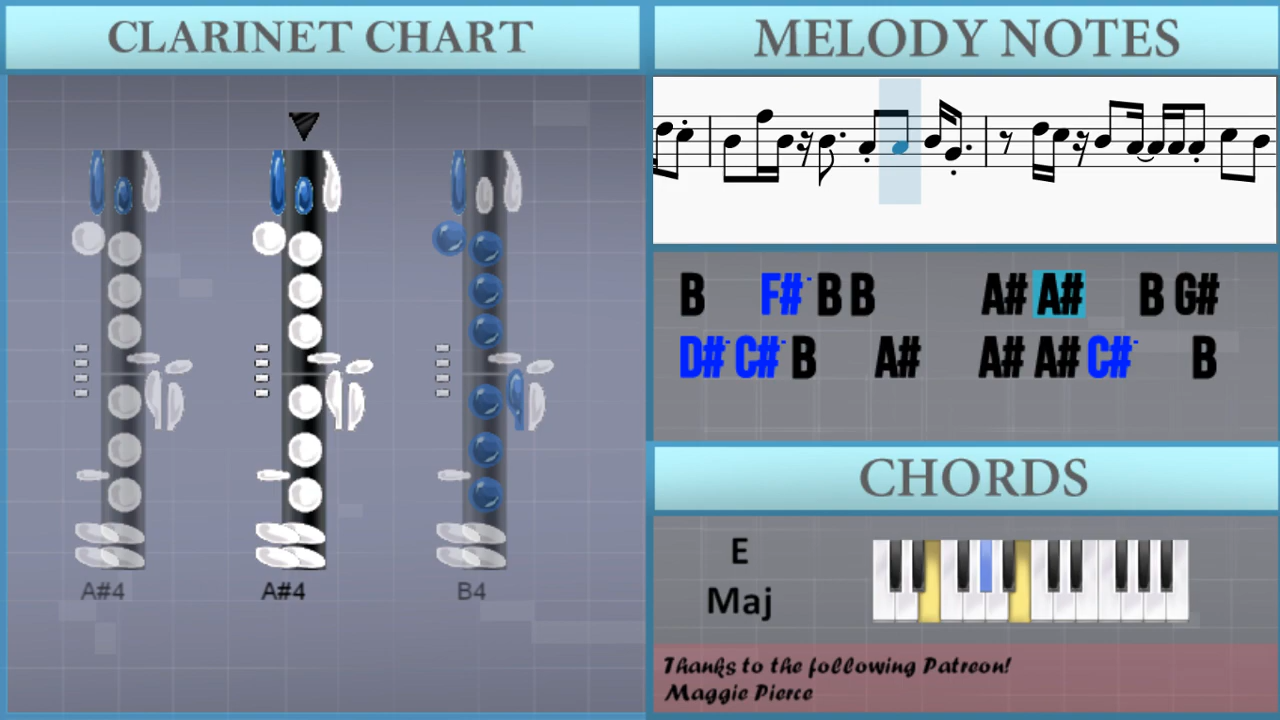 CLARINET CHART
A#4 A#4 B4
MELODY NOTES
B F#˙ B B A# A# B G#
D#˙ C#˙ B A# A# A# C#˙ B
CHORDS
E
Maj
Thanks to the following Patreon!
Maggie Pierce